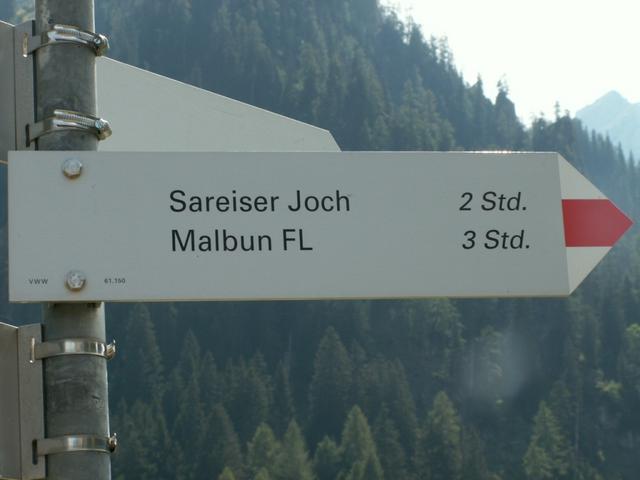 Sareiser Joch 2 Std.
Malbun FL 3 Std.
VWW 61.150